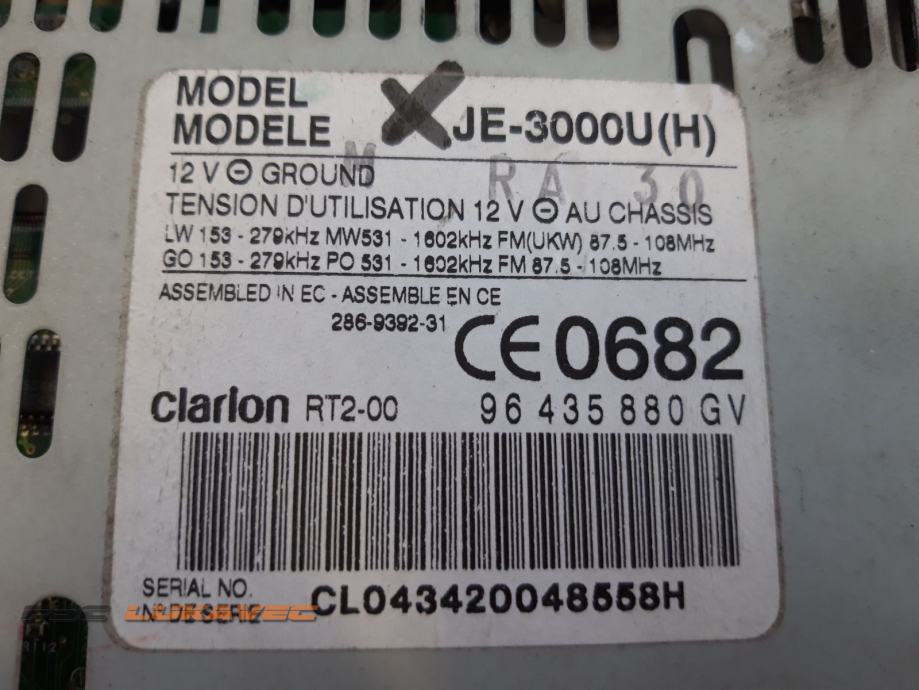 MODEL
MODELE JE-3000U(H)
M RA 30
12 V ⊖ GROUND
TENSION D'UTILISATION 12 V ⊖ AU CHASSIS
LW 153 - 279kHz MW531 - 1602kHz FM(UKW) 87.5 - 108MHz
GO 153 - 279kHz PO 531 - 1602kHz FM 87.5 - 108MHz
ASSEMBLED IN EC - ASSEMBLE EN CE
286-9392-31
CE 0682
Clarion RT2-00 96 435 880 GV
SERIAL NO.
N° DE SERIE CL043420048558H